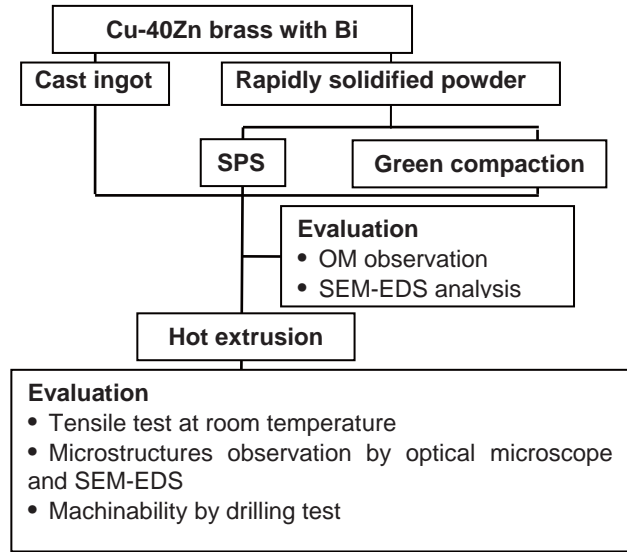 Cu-40Zn brass with Bi
Cast ingot
Rapidly solidified powder
SPS
Green compaction
Evaluation
• OM observation
• SEM-EDS analysis
Hot extrusion
Evaluation
• Tensile test at room temperature
• Microstructures observation by optical microscope
and SEM-EDS
• Machinability by drilling test